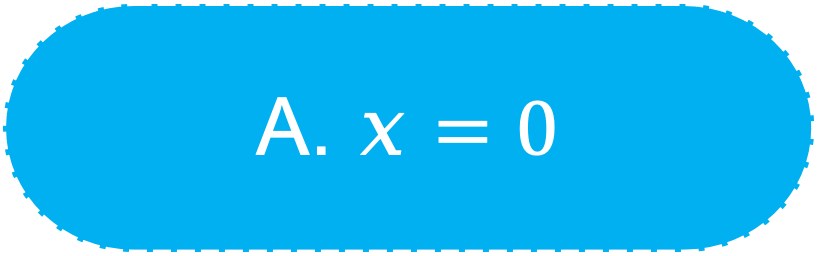 A. x = 0